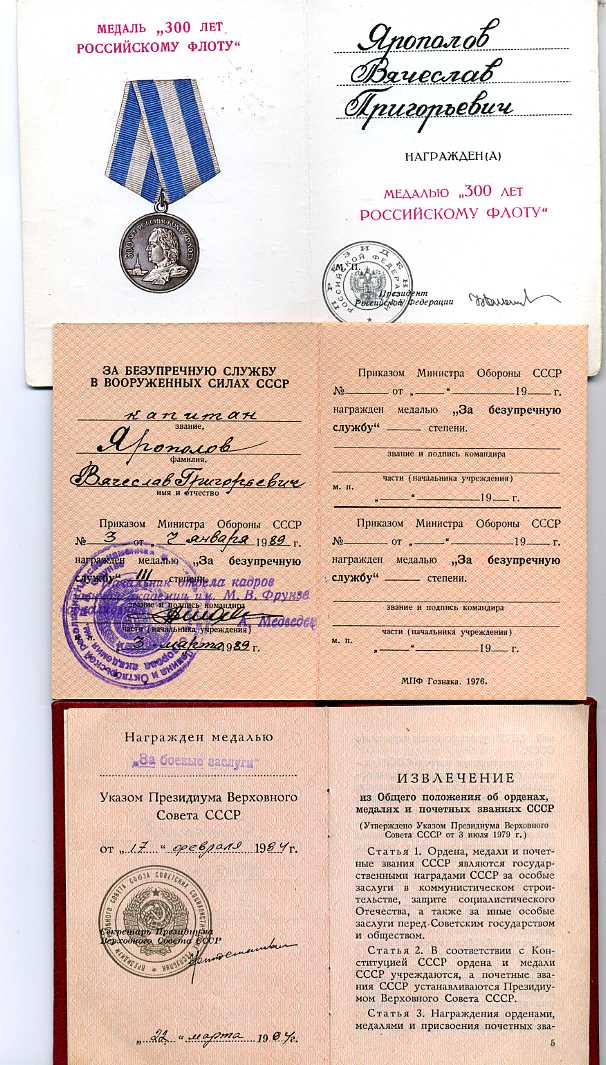 МЕДАЛЬ „300 ЛЕТ
РОССИЙСКОМУ ФЛОТУ“
Ярополов
Вячеслав
Григорьевич
НАГРАЖДЕН(А)
МЕДАЛЬЮ „300 ЛЕТ
РОССИЙСКОМУ ФЛОТУ“
М. П.
Президент
Российской Федерации
ЗА БЕЗУПРЕЧНУЮ СЛУЖБУ
В ВООРУЖЕННЫХ СИЛАХ СССР
капитан
звание,
Ярополов
фамилия,
Вячеслав Григорьевич
имя и отчество
Приказом Министра Обороны СССР
№ 3 от 7 января 1989 г.
награжден медалью „За безупречную
службу“ III степени.
Начальник отдела кадров
академии им. М. В. Фрунзе
звание и подпись командира
А. Медведев
части (начальника учреждения)
3 марта 1989 г.
Приказом Министра Обороны СССР
№ от „ “ 19 г.
награжден медалью „За безупречную
службу“ степени.
звание и подпись командира
части (начальника учреждения)
м. п.
„ “ 19 г.
Приказом Министра Обороны СССР
№ от „ “ 19 г.
награжден медалью „За безупречную
службу“ степени.
звание и подпись командира
части (начальника учреждения)
м. п.
„ “ 19 г.
МПФ Гознака. 1976.
Награжден медалью
„За боевые заслуги“
Указом Президиума Верховного
Совета СССР
от „17“ февраля 1984 г.
Секретарь Президиума
Верховного Совета СССР
„22“ марта 1984 г.
ИЗВЛЕЧЕНИЕ
из Общего положения об орденах,
медалях и почетных званиях СССР
(Утверждено Указом Президиума Верховного
Совета СССР от 3 июля 1979 г.)
Статья 1. Ордена, медали и почет-
ные звания СССР являются государ-
ственными наградами СССР за особые
заслуги в коммунистическом строи-
тельстве, защите социалистического
Отечества, а также за иные особые
заслуги перед Советским государством
и обществом.
Статья 2. В соответствии с Кон-
ституцией СССР ордена и медали
СССР учреждаются, а почетные зва-
ния СССР устанавливаются Президиу-
мом Верховного Совета СССР.
Статья 3. Награждения орденами,
медалями и присвоения почетных зва-
5